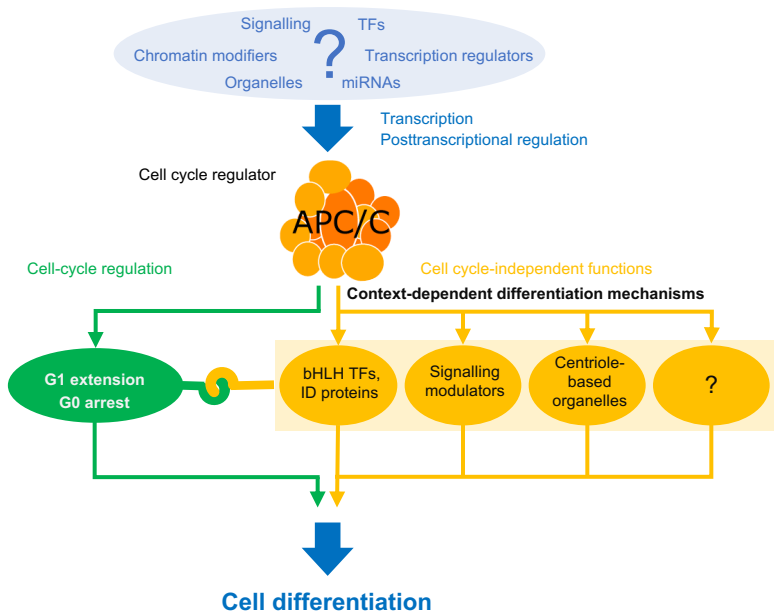 Signalling TFs
?
Chromatin modifiers Transcription regulators
Organelles miRNAs
Transcription
Posttranscriptional regulation
Cell cycle regulator
APC/C
Cell-cycle regulation
Cell cycle-independent functions
Context-dependent differentiation mechanisms
G1 extension
G0 arrest
bHLH TFs,
ID proteins
Signalling
modulators
Centriole-
based
organelles
?
Cell differentiation